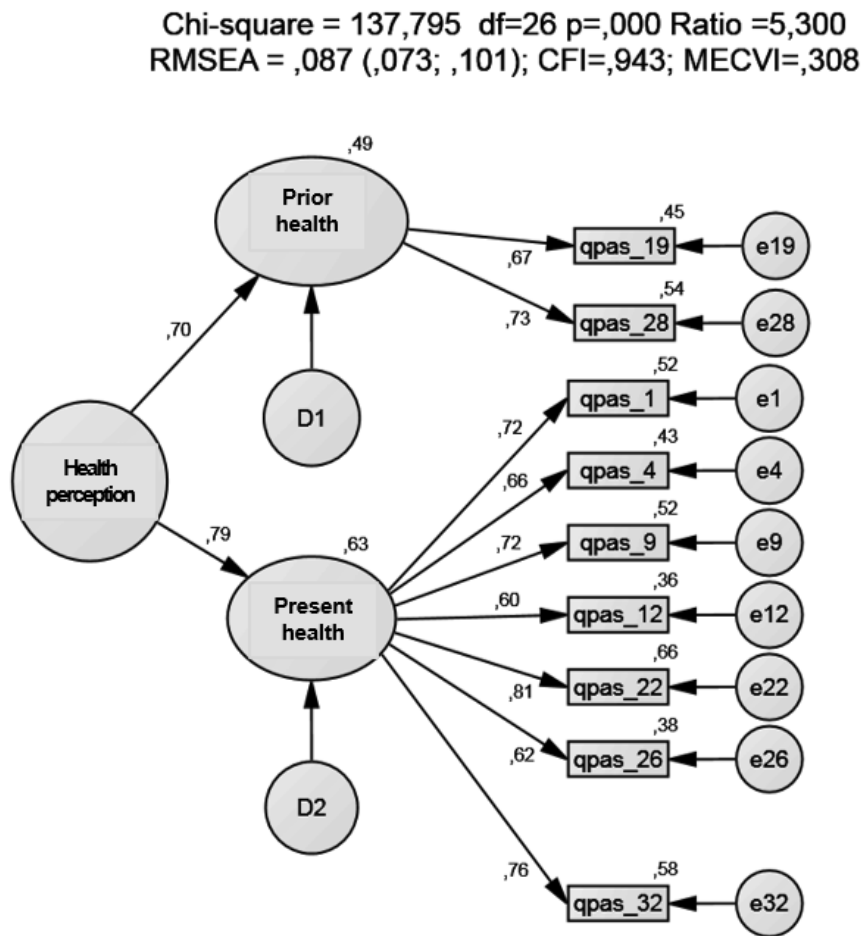 Chi-square = 137,795 df=26 p=,000 Ratio =5,300
RMSEA = ,087 (,073; ,101); CFI=,943; MECVI=,308
,49
Prior
health
,45
qpas_19
e19
,67
,54
qpas_28
e28
,73
,70
D1
,52
qpas_1
e1
,72
,43
qpas_4
e4
,66
Health
perception
,79
,63
Present
health
,52
qpas_9
e9
,72
,36
qpas_12
e12
,60
,66
qpas_22
e22
,81
,38
qpas_26
e26
,62
D2
,58
qpas_32
e32
,76